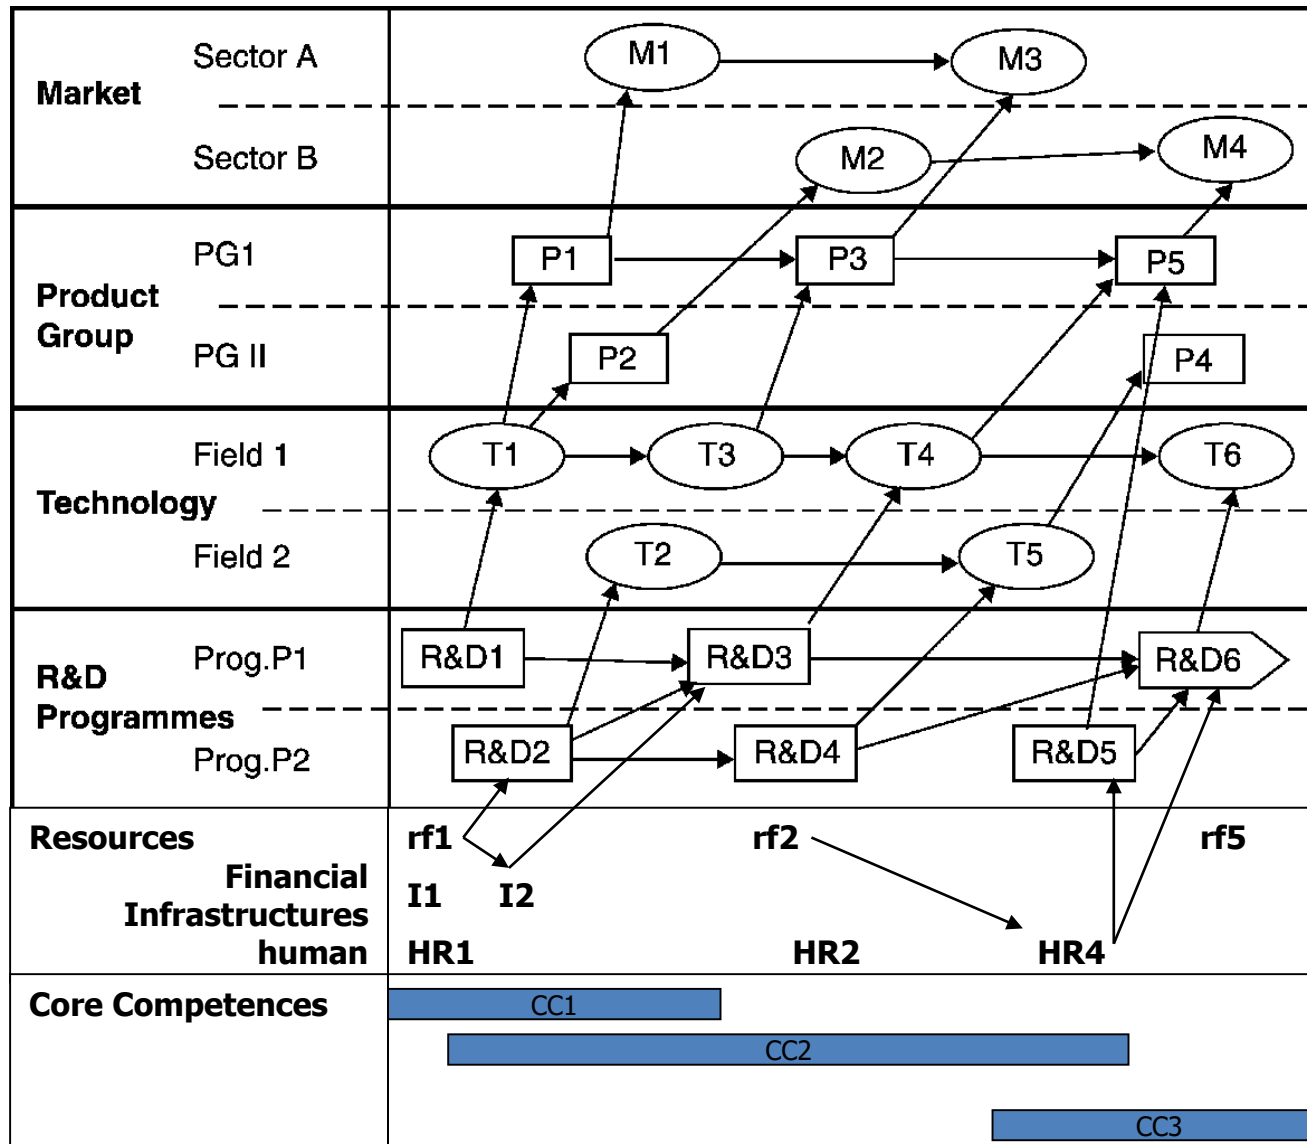 Market
Sector A
M1
M3
Sector B
M2
M4
Product
Group
PG1
P1
P3
P5
PG II
P2
P4
Technology
Field 1
T1
T3
T4
T6
Field 2
T2
T5
R&D
Programmes
Prog.P1
R&D1
R&D3
R&D6
Prog.P2
R&D2
R&D4
R&D5
Resources
rf1
rf2
rf5
Financial
Infrastructures
I1
I2
human
HR1
HR2
HR4
Core Competences
CC1
CC2
CC3